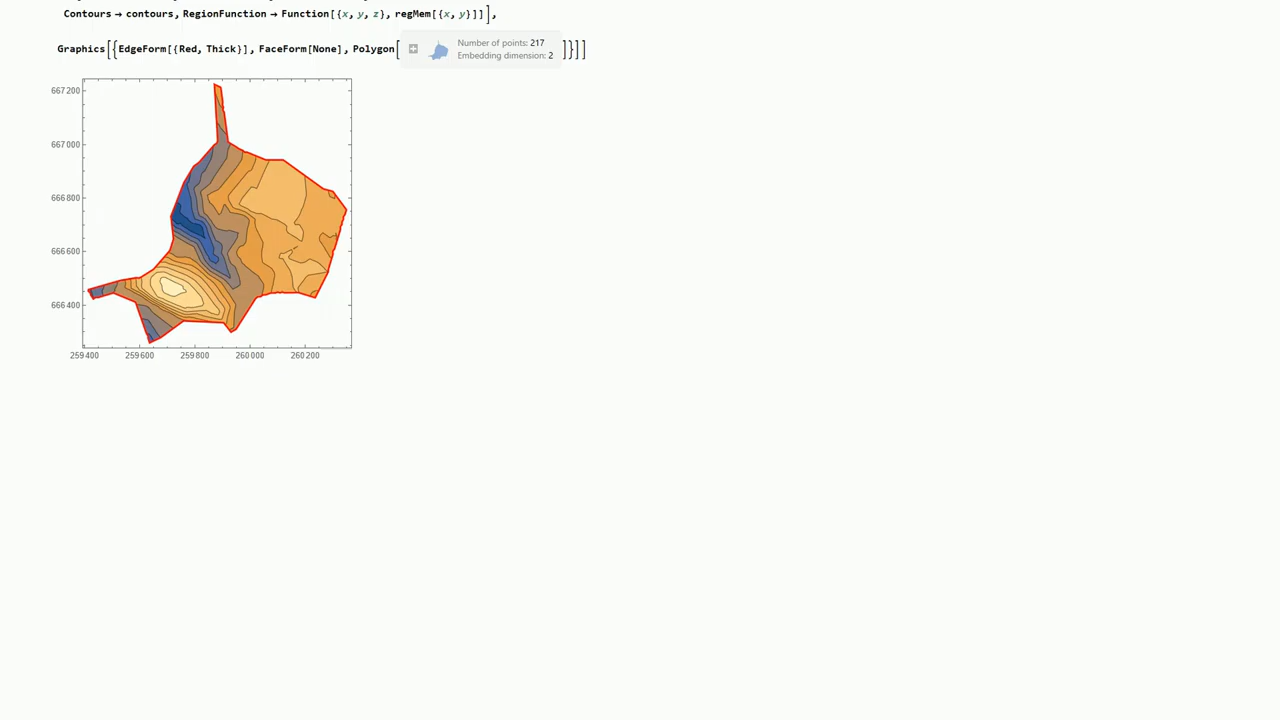 Contours → contours, RegionFunction → Function[{x, y, z}, regMem[{x, y}]]],
Graphics[{EdgeForm[{Red, Thick}], FaceForm[None], Polygon[
Number of points: 217
Embedding dimension: 2
]}]]
667 200
667 000
666 800
666 600
666 400
259 400 259 600 259 800 260 000 260 200